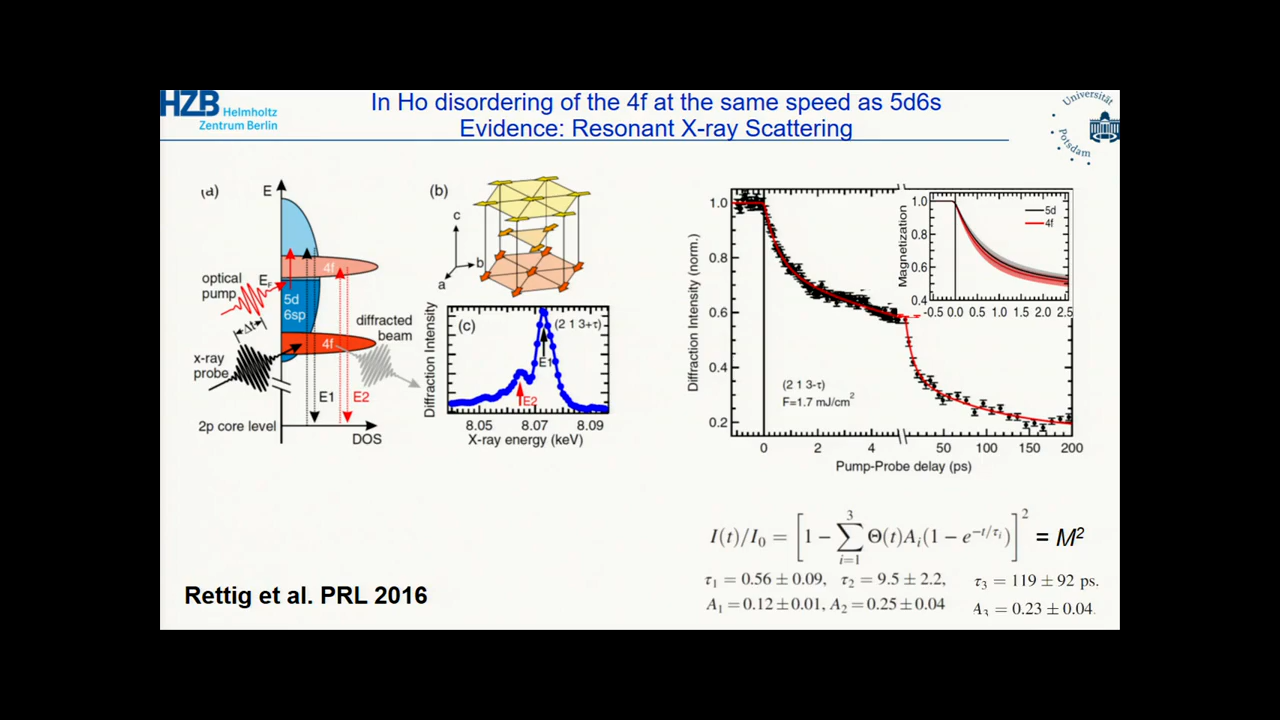 HZB Helmholtz
Zentrum Berlin
In Ho disordering of the 4f at the same speed as 5d6s
Evidence: Resonant X-ray Scattering
Universität
Potsdam
(a)
E
4f
optical
pump
E_F
5d
6sp
Δt
4f
x-ray
probe
diffracted
beam
E1
E2
2p core level
DOS
(b)
c
b
a
(c)
(2 1 3+τ)
E1
E2
Diffraction Intensity
8.05 8.07 8.09
X-ray energy (keV)
Diffraction Intensity (norm.)
1.0
0.8
0.6
0.4
0.2
(2 1 3-τ)
F=1.7 mJ/cm²
0 2 4 50 100 150 200
Pump-Probe delay (ps)
Magnetization
1.0
0.8
0.6
0.4
5d
4f
-0.5 0.0 0.5 1.0 1.5 2.0 2.5
I(t)/I₀ = [1 − ∑_{i=1}^{3} Θ(t)A_i(1 − e^{−t/τ_i})]² = M²
τ₁ = 0.56 ± 0.09, τ₂ = 9.5 ± 2.2, τ₃ = 119 ± 92 ps.
A₁ = 0.12 ± 0.01, A₂ = 0.25 ± 0.04 A₃ = 0.23 ± 0.04.
Rettig et al. PRL 2016